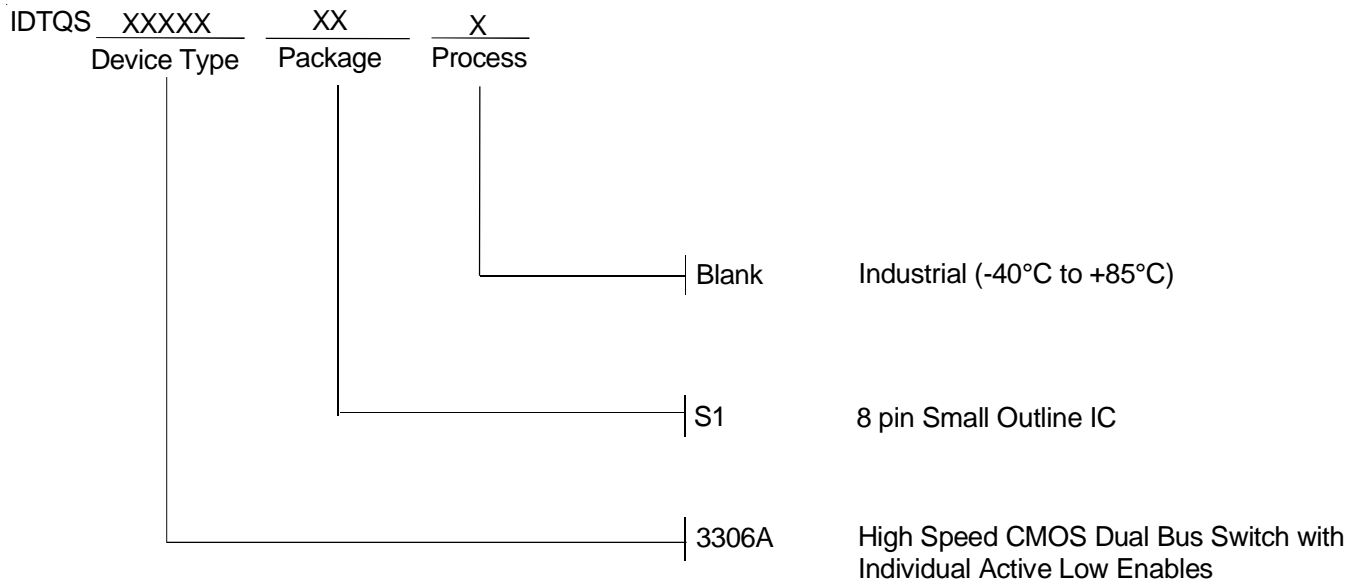 IDTQS XXXXX XX X
Device Type Package Process
Blank Industrial (-40°C to +85°C)
S1 8 pin Small Outline IC
3306A High Speed CMOS Dual Bus Switch with
Individual Active Low Enables